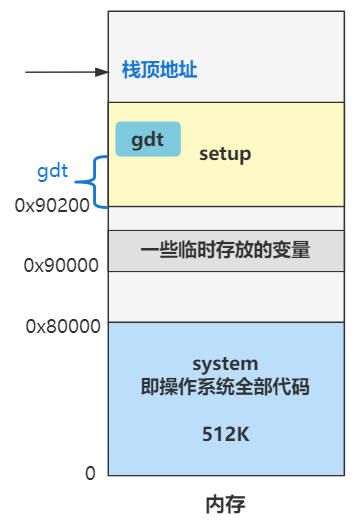 栈顶地址
gdt
setup
gdt
0x90200
一些临时存放的变量
0x90000
0x80000
system
即操作系统全部代码
512K
0
内存